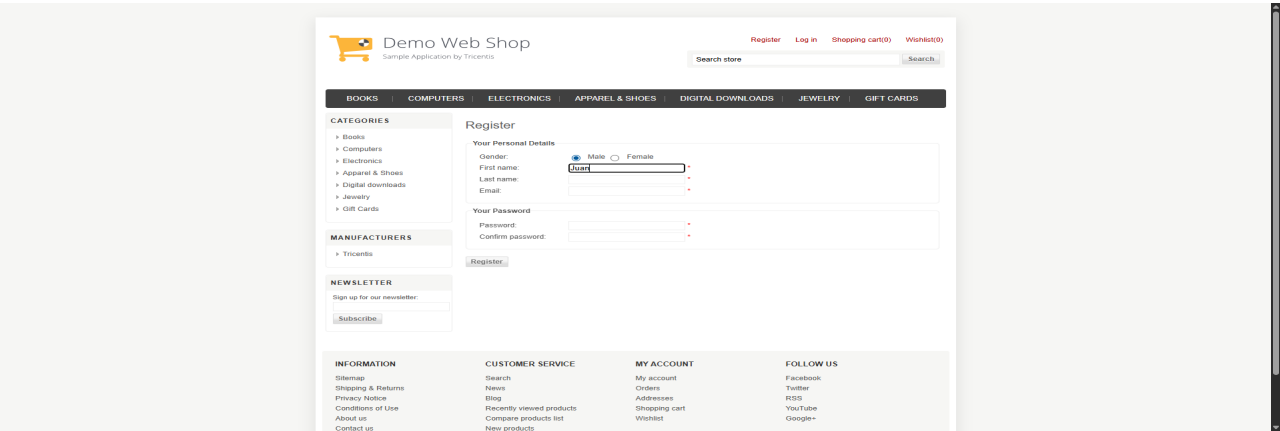 Demo Web Shop
Sample Application by Tricentis
Register Log in Shopping cart(0) Wishlist(0)
Search store Search
BOOKS COMPUTERS ELECTRONICS APPAREL & SHOES DIGITAL DOWNLOADS JEWELRY GIFT CARDS
CATEGORIES
Books
Computers
Electronics
Apparel & Shoes
Digital downloads
Jewelry
Gift Cards
MANUFACTURERS
Tricentis
NEWSLETTER
Sign up for our newsletter:
Subscribe
Register
Your Personal Details
Gender: Male Female
First name: Juan *
Last name: *
Email: *
Your Password
Password: *
Confirm password: *
Register
INFORMATION
Sitemap
Shipping & Returns
Privacy Notice
Conditions of Use
About us
Contact us
CUSTOMER SERVICE
Search
News
Blog
Recently viewed products
Compare products list
New products
MY ACCOUNT
My account
Orders
Addresses
Shopping cart
Wishlist
FOLLOW US
Facebook
Twitter
RSS
YouTube
Google+